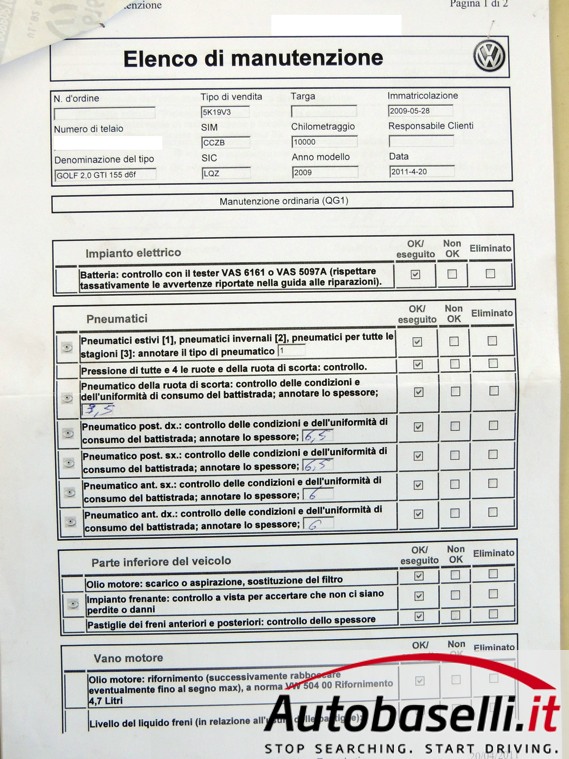 enzione
Pagina 1 di 2
Elenco di manutenzione
N. d'ordine
Tipo di vendita
Targa
Immatricolazione
5K19V3
2009-05-28
Numero di telaio
SIM
Chilometraggio
Responsabile Clienti
CCZB
10000
Denominazione del tipo
SIC
Anno modello
Data
GOLF 2.0 GTI 155 d6f
LQZ
2009
2011-4-20
Manutenzione ordinaria (QG1)
Impianto elettrico
OK/ eseguito
Non OK
Eliminato
Batteria: controllo con il tester VAS 6161 o VAS 5097A (rispettare
tassativamente le avvertenze riportate nella guida alle riparazioni).
Pneumatici
OK/ eseguito
Non OK
Eliminato
Pneumatici estivi [1], pneumatici invernali [2], pneumatici per tutte le
stagioni [3]: annotare il tipo di pneumatico 1
Pressione di tutte e 4 le ruote e della ruota di scorta: controllo.
Pneumatico della ruota di scorta: controllo delle condizioni e
dell'uniformità di consumo del battistrada; annotare lo spessore;
3,5
Pneumatico post. dx.: controllo delle condizioni e dell'uniformità di
consumo del battistrada; annotare lo spessore; 6,5
Pneumatico post. sx.: controllo delle condizioni e dell'uniformità di
consumo del battistrada; annotare lo spessore; 6,5
Pneumatico ant. sx.: controllo delle condizioni e dell'uniformità di
consumo del battistrada; annotare lo spessore; 6
Pneumatico ant. dx.: controllo delle condizioni e dell'uniformità di
consumo del battistrada; annotare lo spessore; 6
Parte inferiore del veicolo
OK/ eseguito
Non OK
Eliminato
Olio motore: scarico o aspirazione, sostituzione del filtro
Impianto frenante: controllo a vista per accertare che non ci siano
perdite o danni
Pastiglie dei freni anteriori e posteriori: controllo dello spessore
Vano motore
OK/ eseguito
Non OK
Eliminato
Olio motore: rifornimento (successivamente rabboccare
eventualmente fino al segno max), a norma VW 504 00 Rifornimento
4,7 Litri
Livello del liquido freni (in relazione all'usura delle pastiglie):
Autobaselli.it
STOP SEARCHING. START DRIVING.